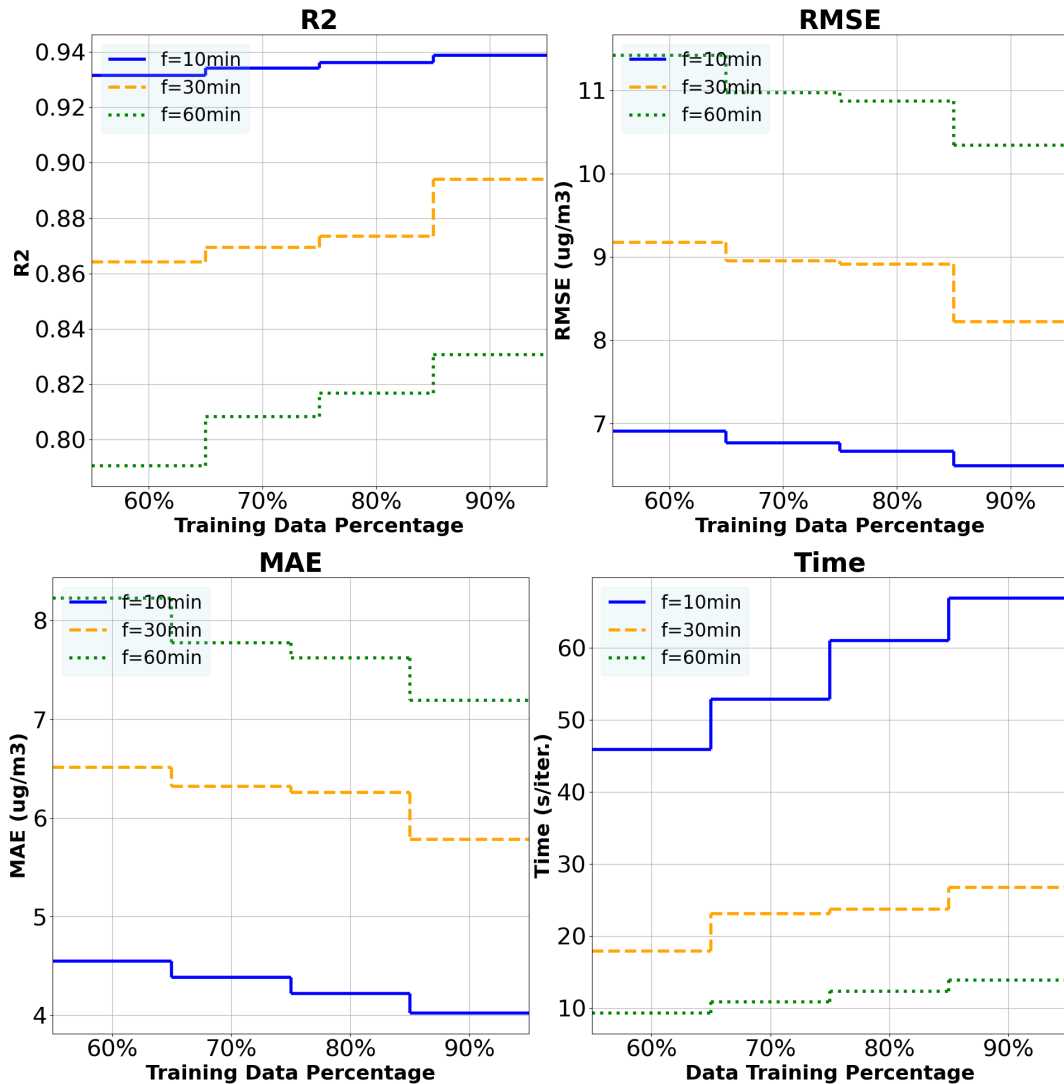 R2
0.94
0.92
0.90
0.88
0.86
0.84
0.82
0.80
R2
f=10min
f=30min
f=60min
60%
70%
80%
90%
Training Data Percentage
RMSE
11
10
9
8
7
RMSE (ug/m3)
f=10min
f=30min
f=60min
60%
70%
80%
90%
Training Data Percentage
MAE
8
7
6
5
4
MAE (ug/m3)
f=10min
f=30min
f=60min
60%
70%
80%
90%
Training Data Percentage
Time
60
50
40
30
20
10
Time (s/iter.)
f=10min
f=30min
f=60min
60%
70%
80%
90%
Data Training Percentage